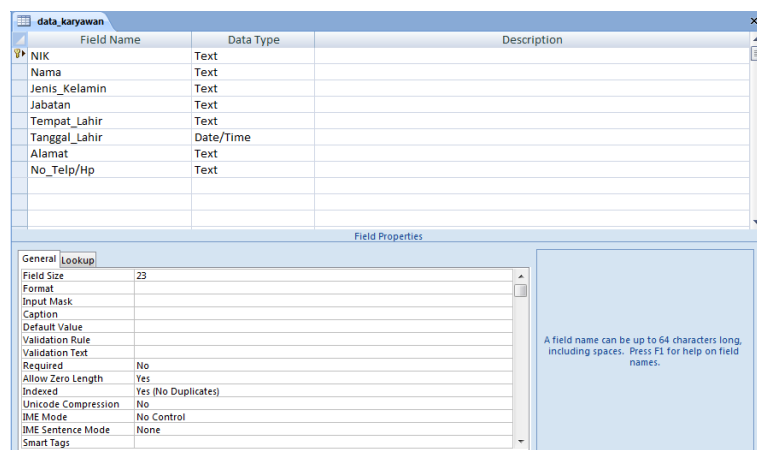 data_karyawan
Field Name Data Type Description
NIK Text
Nama Text
Jenis_Kelamin Text
Jabatan Text
Tempat_Lahir Text
Tanggal_Lahir Date/Time
Alamat Text
No_Telp/Hp Text
Field Properties
General Lookup
Field Size 23
Format
Input Mask
Caption
Default Value
Validation Rule
Validation Text
Required No
Allow Zero Length Yes
Indexed Yes (No Duplicates)
Unicode Compression No
IME Mode No Control
IME Sentence Mode None
Smart Tags
A field name can be up to 64 characters long,
including spaces. Press F1 for help on field
names.